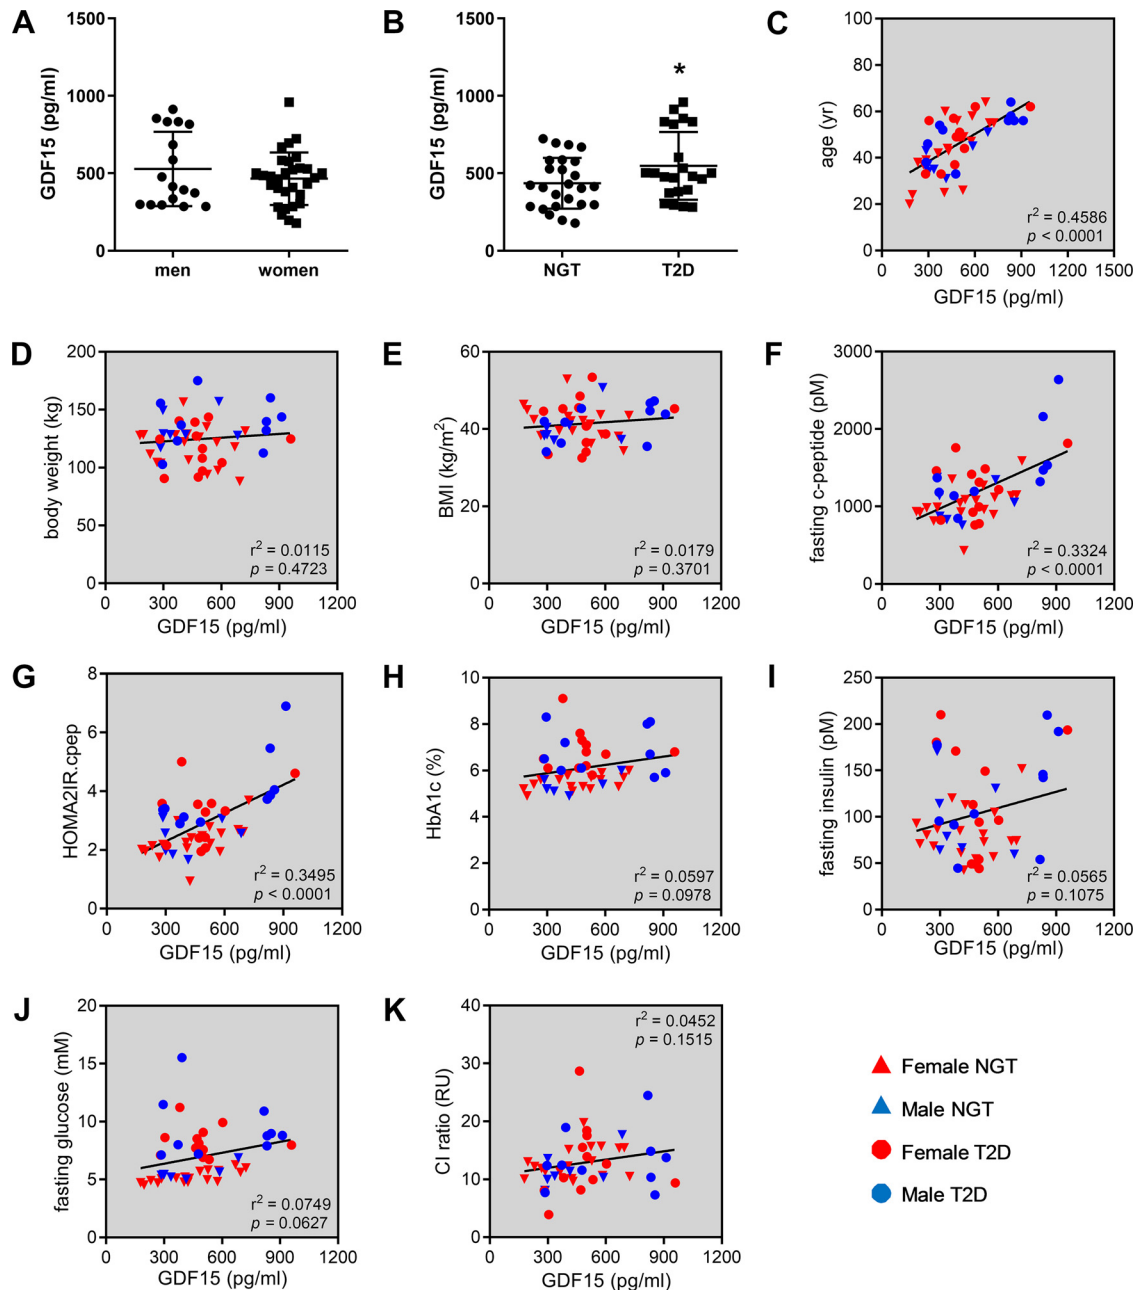 A
GDF15 (pg/ml)
1500
1000
500
0
men
women
B
GDF15 (pg/ml)
1500
1000
500
0
*
NGT
T2D
C
age (yr)
100
80
60
40
20
0
r² = 0.4586
p < 0.0001
0 300 600 900 1200 1500
GDF15 (pg/ml)
D
body weight (kg)
200
150
100
50
0
r² = 0.0115
p = 0.4723
0 300 600 900 1200
GDF15 (pg/ml)
E
BMI (kg/m²)
60
40
20
0
r² = 0.0179
p = 0.3701
0 300 600 900 1200
GDF15 (pg/ml)
F
fasting c-peptide (pM)
3000
2000
1000
0
r² = 0.3324
p < 0.0001
0 300 600 900 1200
GDF15 (pg/ml)
G
HOMA2IR.cpep
8
6
4
2
0
r² = 0.3495
p < 0.0001
0 300 600 900 1200
GDF15 (pg/ml)
H
HbA1c (%)
10
8
6
4
2
0
r² = 0.0597
p = 0.0978
0 300 600 900 1200
GDF15 (pg/ml)
I
fasting insulin (pM)
250
200
150
100
50
0
r² = 0.0565
p = 0.1075
0 300 600 900 1200
GDF15 (pg/ml)
J
fasting glucose (mM)
20
15
10
5
0
r² = 0.0749
p = 0.0627
0 300 600 900 1200
GDF15 (pg/ml)
K
CI ratio (RU)
40
30
20
10
0
r² = 0.0452
p = 0.1515
0 300 600 900 1200
GDF15 (pg/ml)
Female NGT
Male NGT
Female T2D
Male T2D